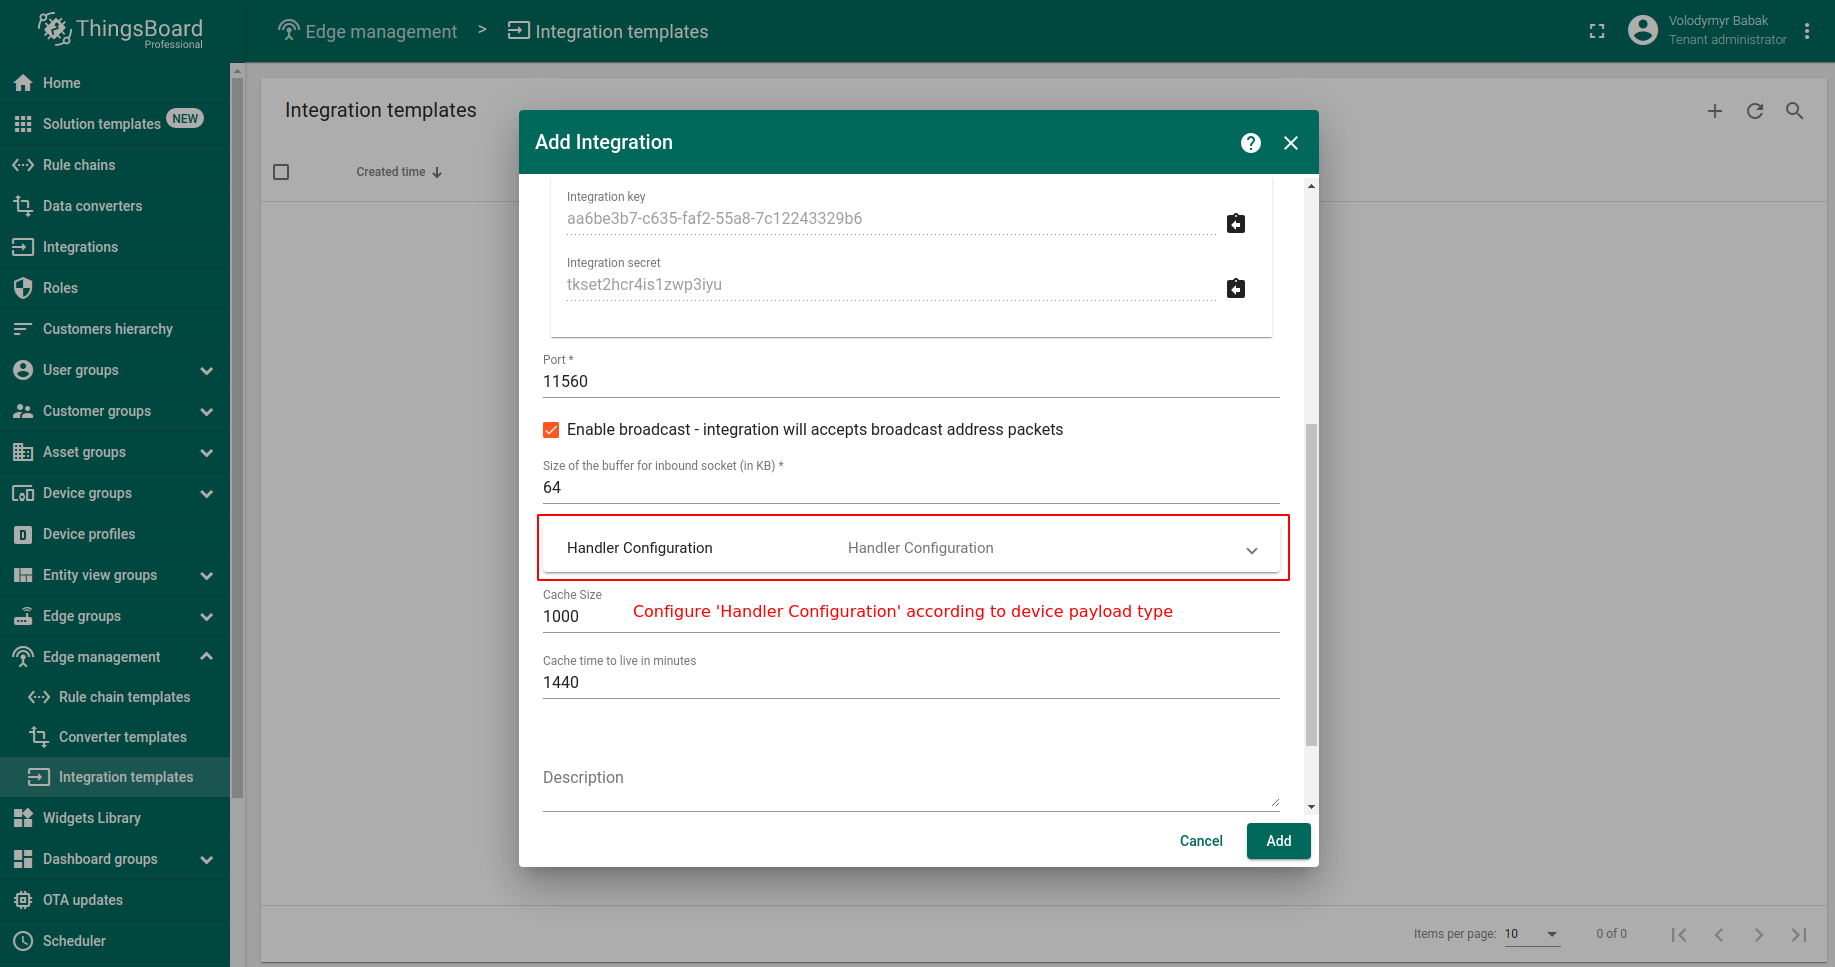 ThingsBoard
Professional
Edge management > Integration templates
Volodymyr Babak
Tenant administrator
Home
Solution templates NEW
Rule chains
Data converters
Integrations
Roles
Customers hierarchy
User groups
Customer groups
Asset groups
Device groups
Device profiles
Entity view groups
Edge groups
Edge management
Rule chain templates
Converter templates
Integration templates
Widgets Library
Dashboard groups
OTA updates
Scheduler
Integration templates
Created time
Add Integration
Integration key
aa6be3b7-c635-faf2-55a8-7c12243329b6
Integration secret
tkset2hcr4is1zwp3iyu
Port *
11560
Enable broadcast - integration will accepts broadcast address packets
Size of the buffer for inbound socket (in KB) *
64
Handler Configuration Handler Configuration
Cache Size
1000
Configure 'Handler Configuration' according to device payload type
Cache time to live in minutes
1440
Description
Cancel Add
Items per page: 10 0 of 0